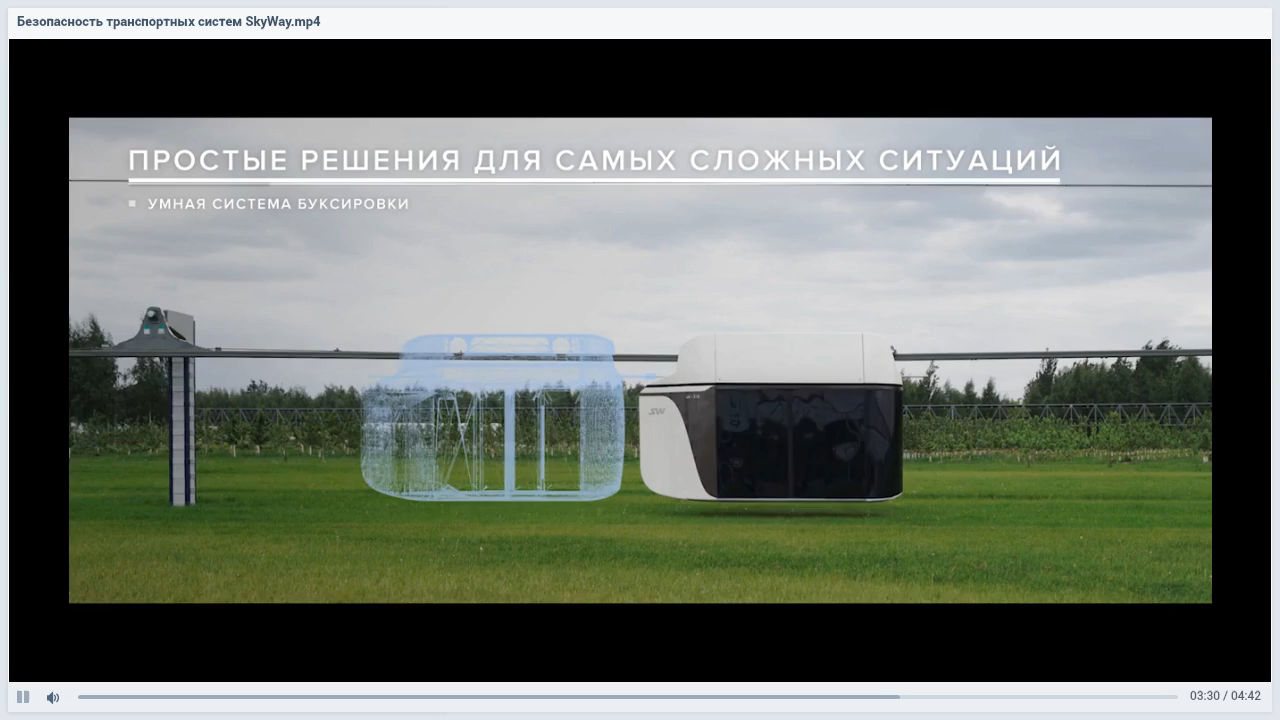 Безопасность транспортных систем SkyWay.mp4
ПРОСТЫЕ РЕШЕНИЯ ДЛЯ САМЫХ СЛОЖНЫХ СИТУАЦИЙ
УМНАЯ СИСТЕМА БУКСИРОВКИ
SW
03:30 / 04:42